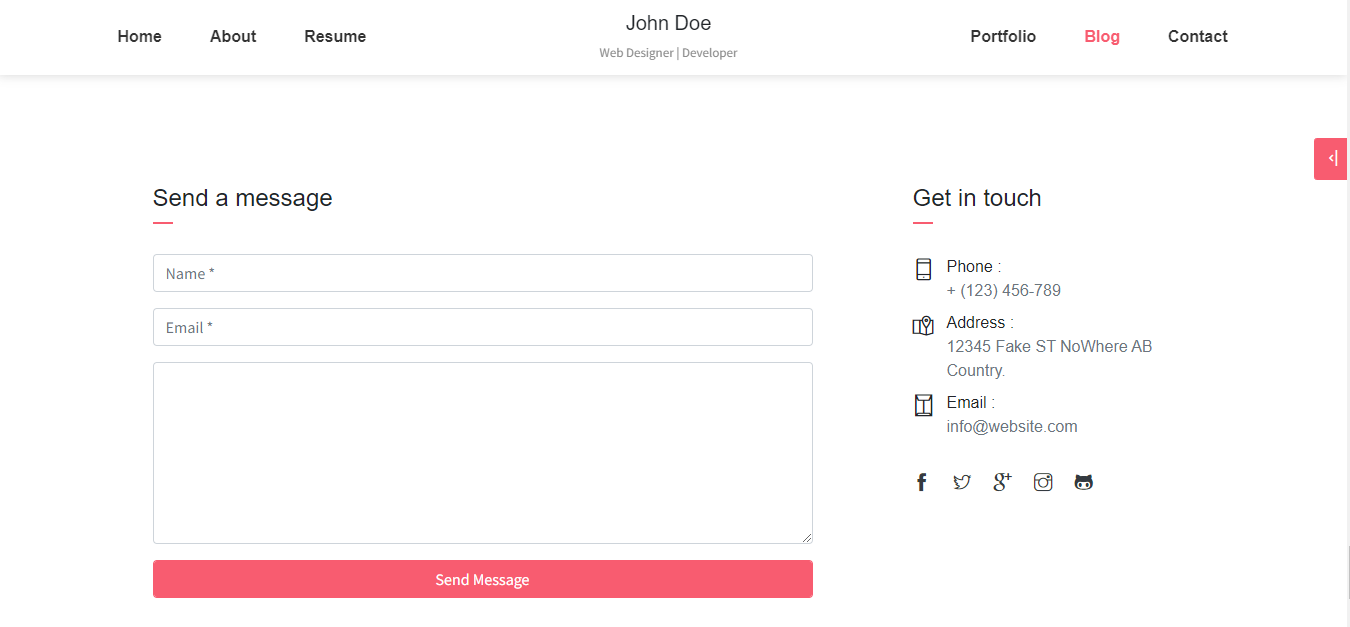 Home About Resume
John Doe
Web Designer | Developer
Portfolio Blog Contact
Send a message
Name *
Email *
Send Message
Get in touch
Phone :
+ (123) 456-789
Address :
12345 Fake ST NoWhere AB
Country.
Email :
info@website.com